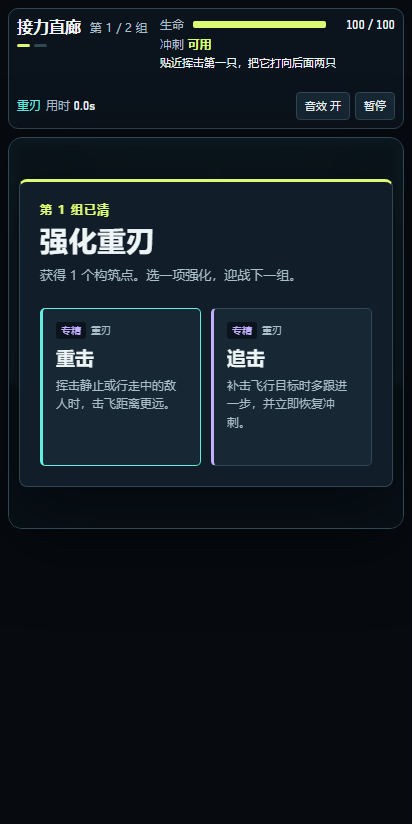 接力直廊 第 1 / 2 组
生命 100 / 100
冲刺 可用
贴近挥击第一只，把它打向后面两只
重刃 用时 0.0s
音效 开 暂停
第 1 组已清
强化重刃
获得 1 个构筑点。选一项强化，迎战下一组。
专精 重刃
重击
挥击静止或行走中的敌
人时，击飞距离更远。
专精 重刃
追击
补击飞行目标时多跟进
一步，并立即恢复冲
刺。